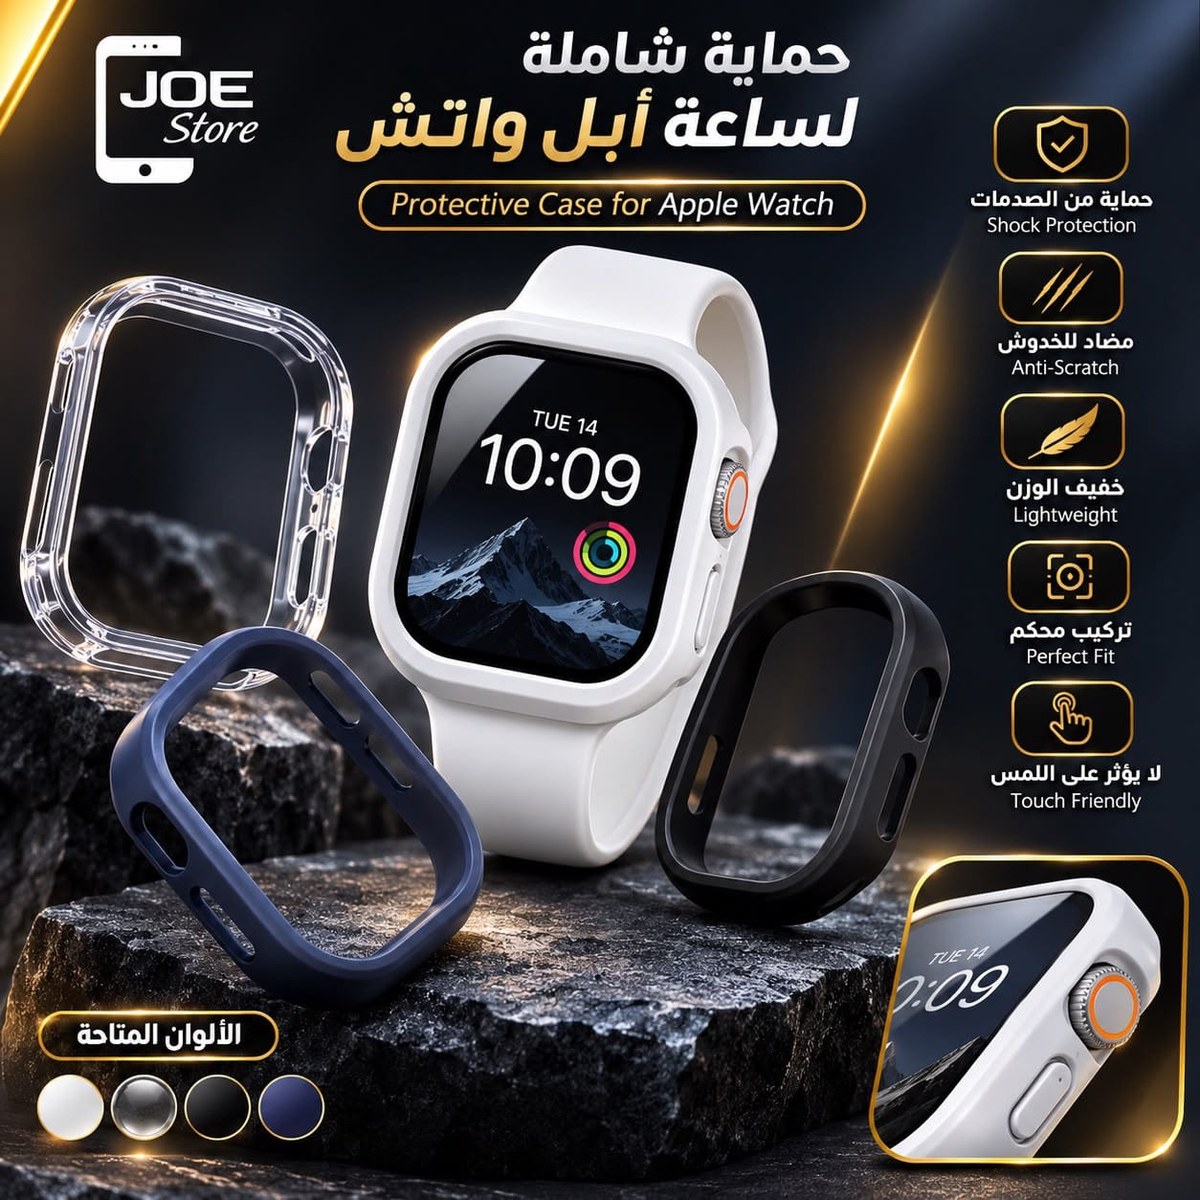 JOE
Store
حماية شاملة
لساعة أبل واتش
Protective Case for Apple Watch
حماية من الصدمات
Shock Protection
مضاد للخدوش
Anti-Scratch
خفيف الوزن
Lightweight
تركيب محكم
Perfect Fit
لا يؤثر على اللمس
Touch Friendly
TUE 14
10:09
TUE 14
0:09
الألوان المتاحة